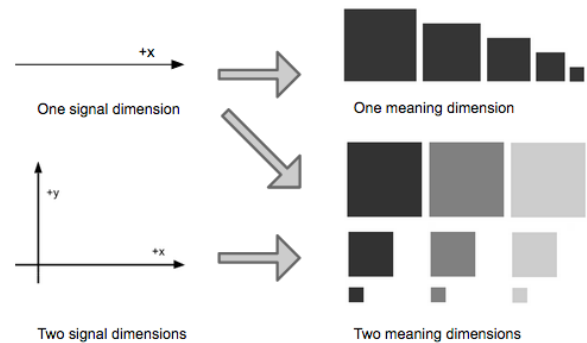 +x
One signal dimension
One meaning dimension
+y
+x
Two signal dimensions
Two meaning dimensions